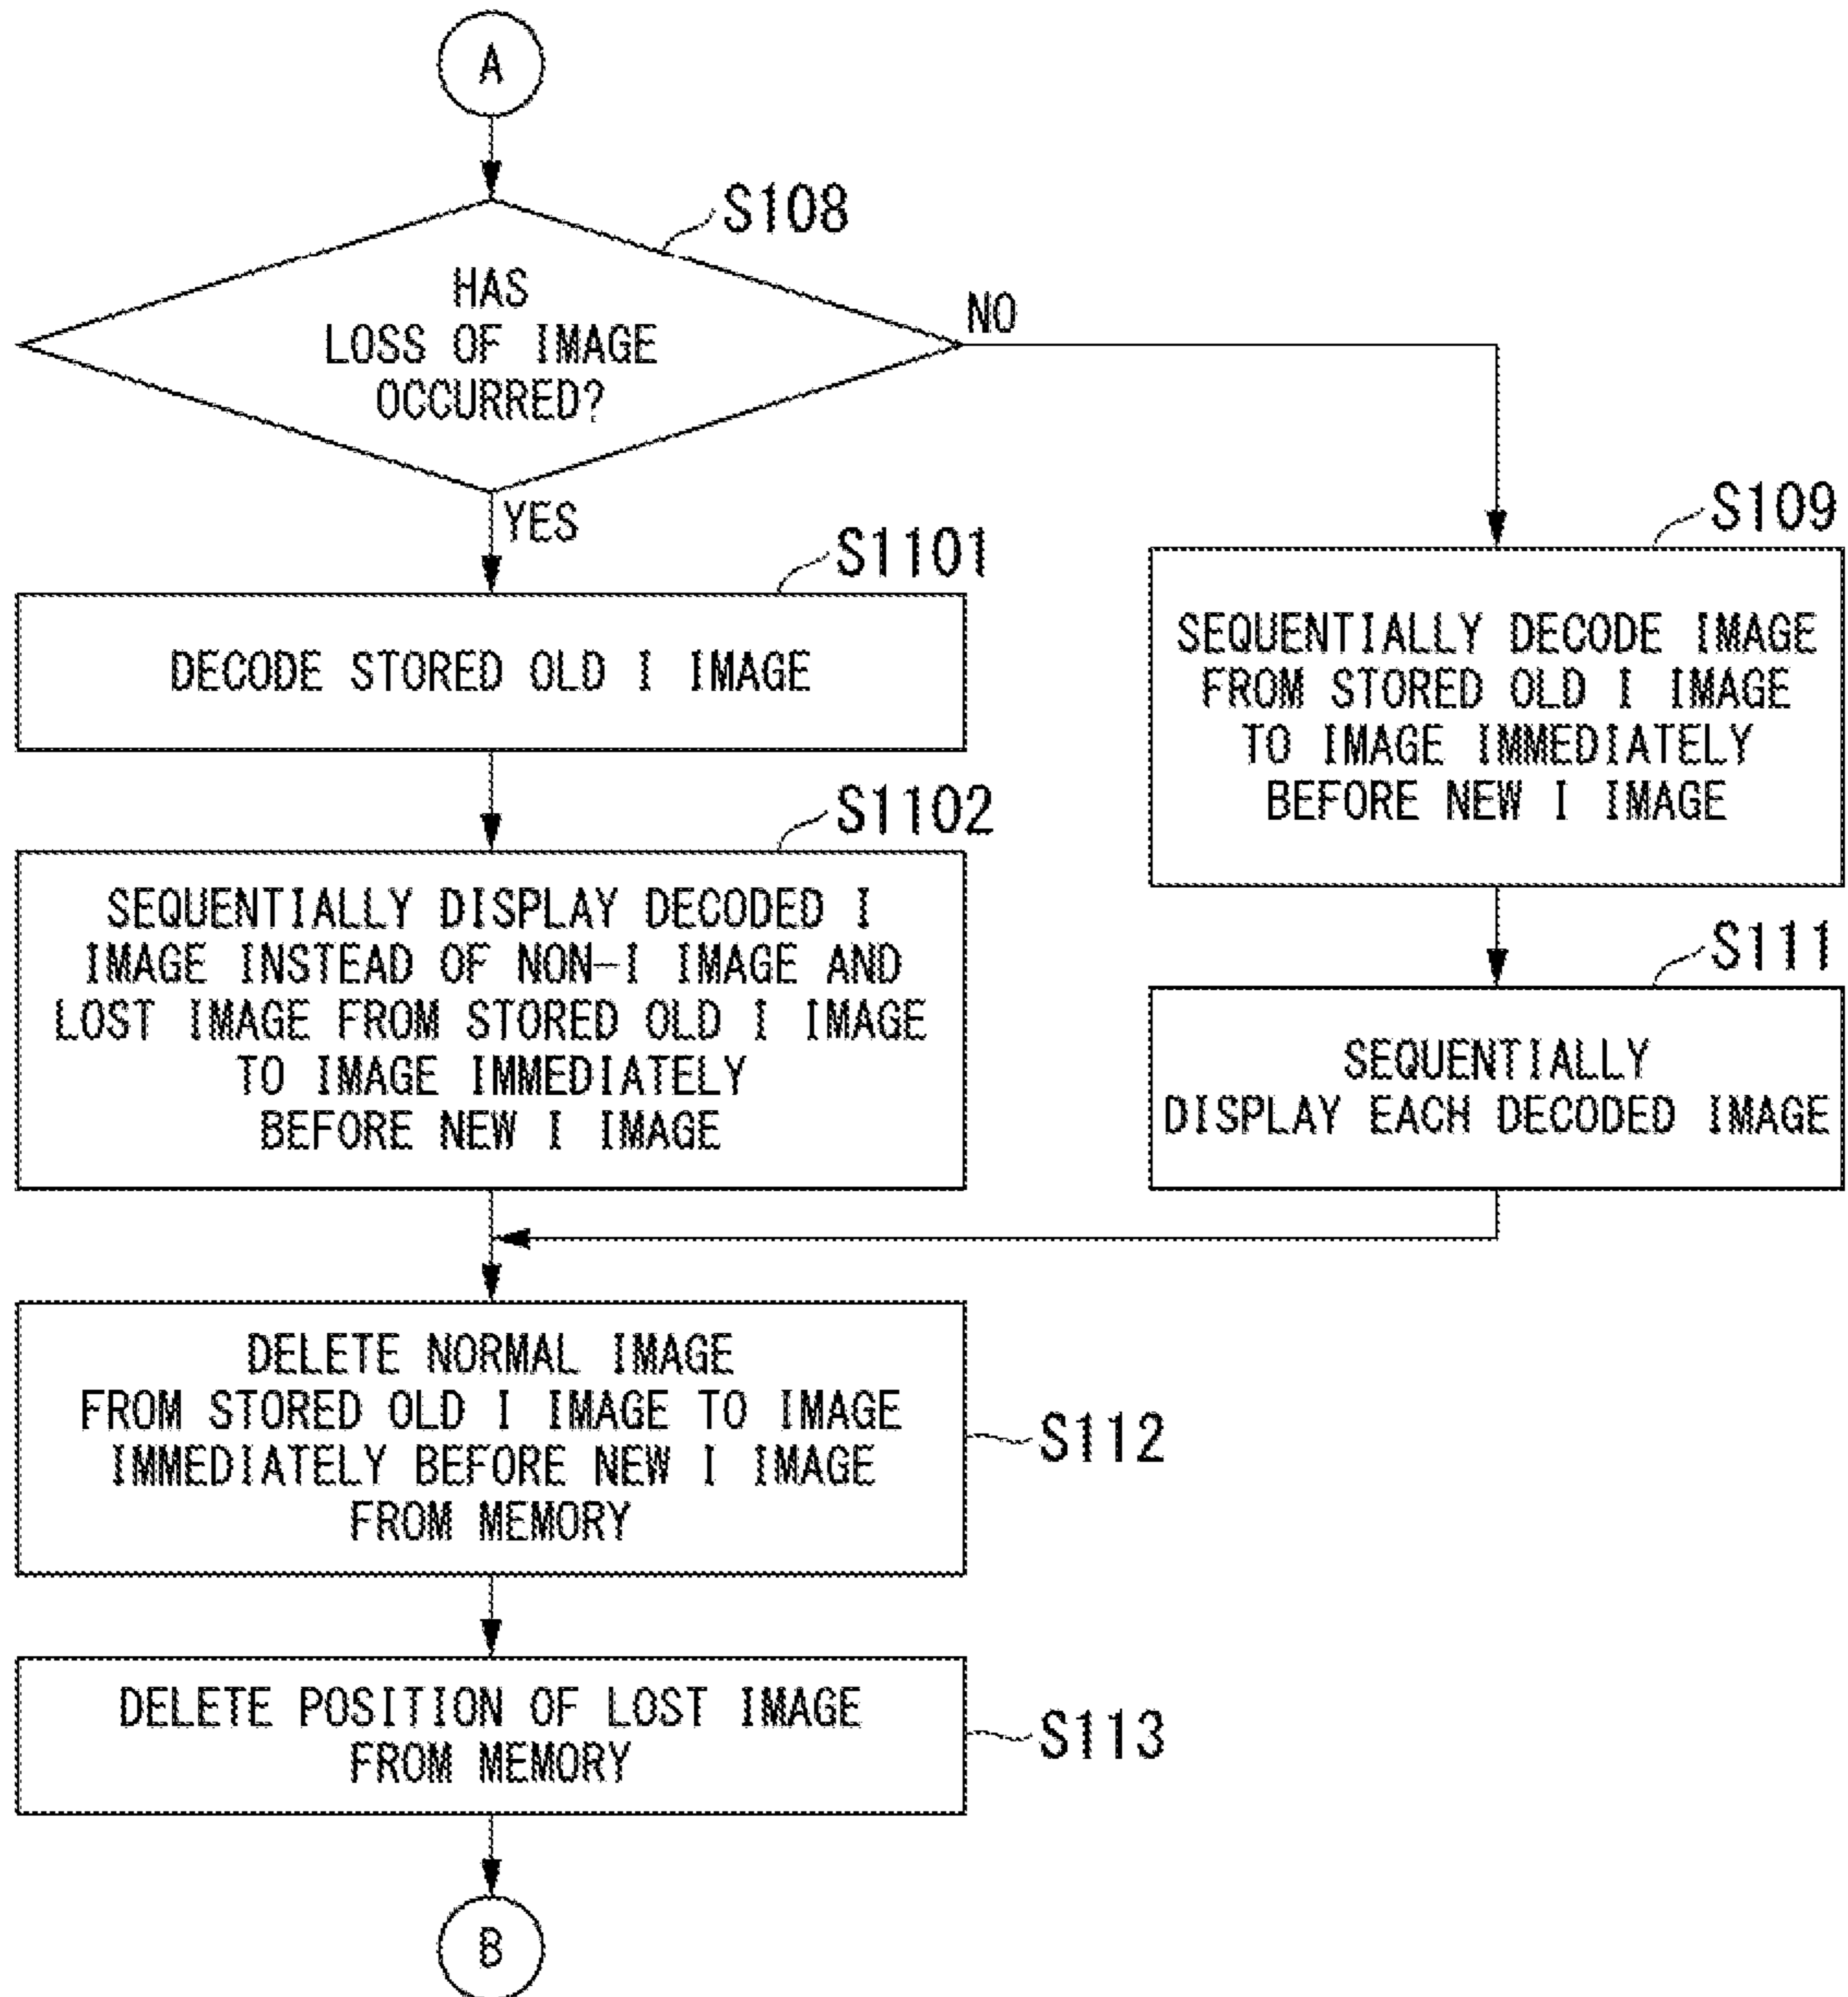 A
S108
HAS
LOSS OF IMAGE
OCCURRED?
NO
YES
S1101
DECODE STORED OLD I IMAGE
S109
SEQUENTIALLY DECODE IMAGE
FROM STORED OLD I IMAGE
TO IMAGE IMMEDIATELY
BEFORE NEW I IMAGE
S1102
SEQUENTIALLY DISPLAY DECODED I
IMAGE INSTEAD OF NON-I IMAGE AND
LOST IMAGE FROM STORED OLD I IMAGE
TO IMAGE IMMEDIATELY
BEFORE NEW I IMAGE
S111
SEQUENTIALLY
DISPLAY EACH DECODED IMAGE
DELETE NORMAL IMAGE
FROM STORED OLD I IMAGE TO IMAGE
IMMEDIATELY BEFORE NEW I IMAGE
FROM MEMORY
S112
DELETE POSITION OF LOST IMAGE
FROM MEMORY
S113
B